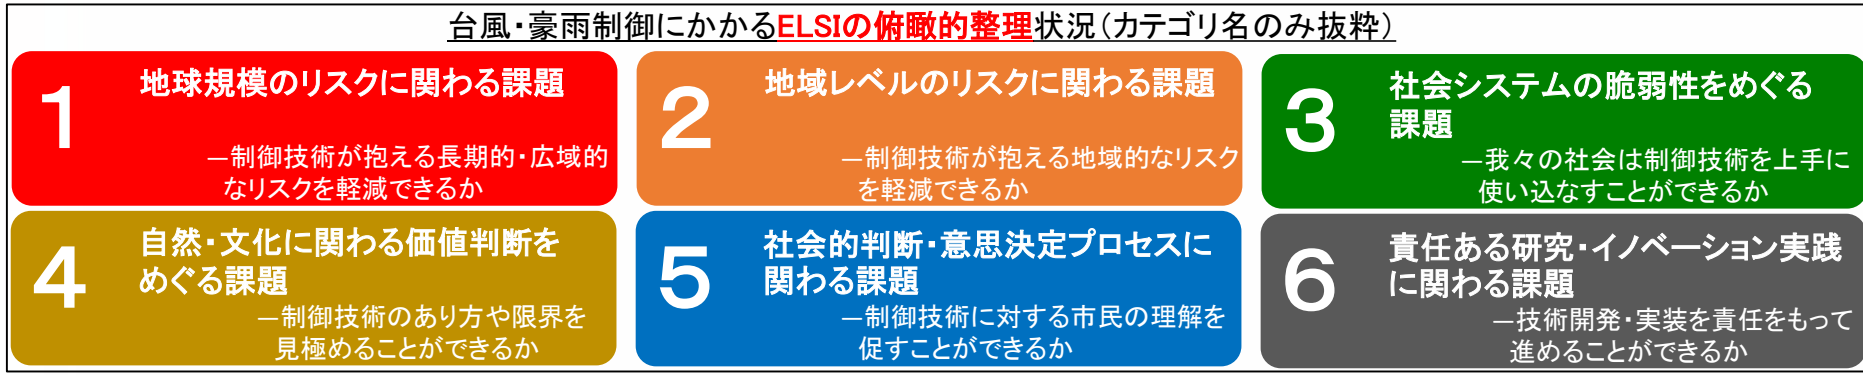 台風・豪雨制御にかかるELSIの俯瞰的整理状況(カテゴリ名のみ抜粋)
1
地球規模のリスクに関わる課題
―制御技術が抱える長期的・広域的
なリスクを軽減できるか
2
地域レベルのリスクに関わる課題
―制御技術が抱える地域的なリスク
を軽減できるか
3
社会システムの脆弱性をめぐる
課題
―我々の社会は制御技術を上手に
使い込なすことができるか
4
自然・文化に関わる価値判断を
めぐる課題
―制御技術のあり方や限界を
見極めることができるか
5
社会的判断・意思決定プロセスに
関わる課題
―制御技術に対する市民の理解を
促すことができるか
6
責任ある研究・イノベーション実践
に関わる課題
―技術開発・実装を責任をもって
進めることができるか